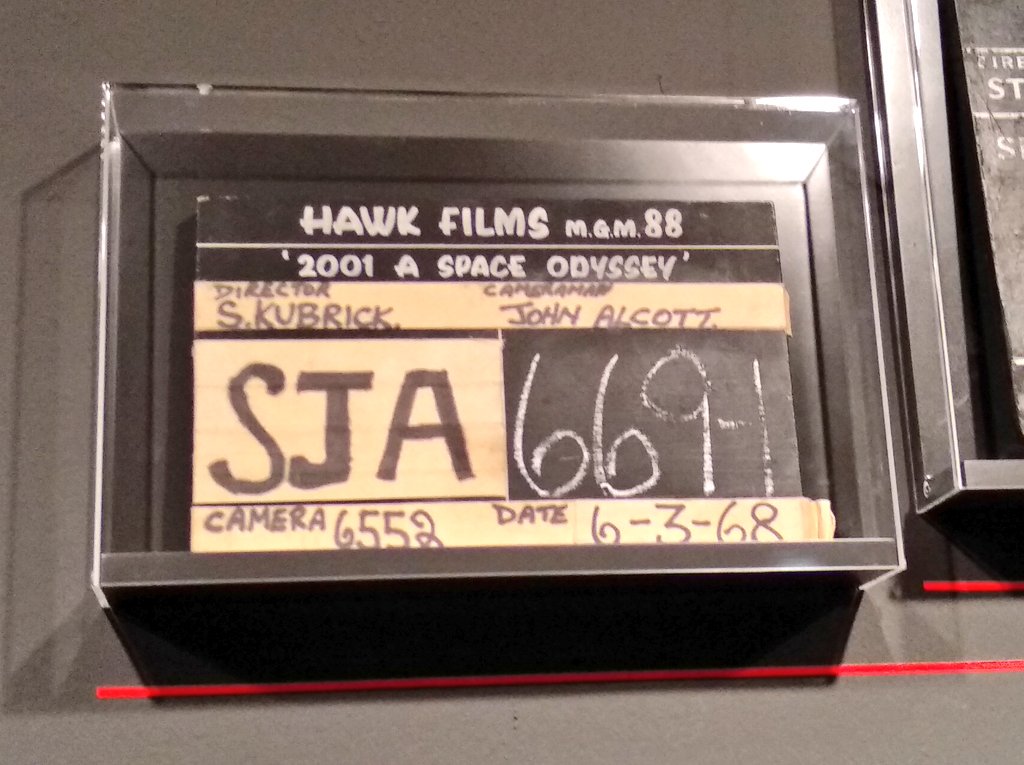 HAWK FILMS M.G.M. 88
'2001 A SPACE ODYSSEY'
DIRECTOR CAMERAMAN
S. KUBRICK. JOHN ALCOTT.
SJA 669-1
CAMERA 6552 DATE 6-3-68
ST